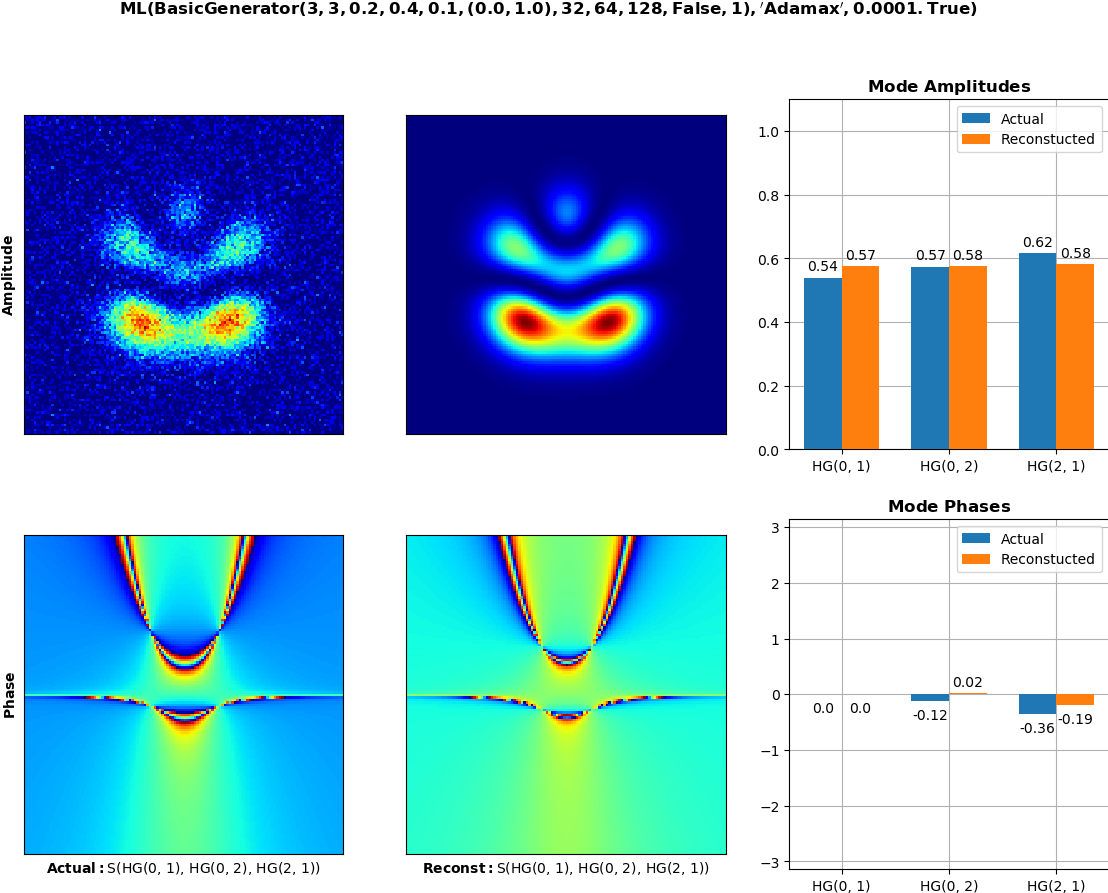 ML(BasicGenerator(3, 3, 0.2, 0.4, 0.1, (0.0, 1.0), 32, 64, 128, False, 1), 'Adamax', 0.0001. True)
Mode Amplitudes
Amplitude
1.0
0.8
0.6
0.4
0.2
0.0
Actual
Reconstucted
0.54
0.57
0.57
0.58
0.62
0.58
HG(0, 1)
HG(0, 2)
HG(2, 1)
Mode Phases
Phase
3
2
1
0
−1
−2
−3
Actual
Reconstucted
0.0
0.0
-0.12
0.02
-0.36
-0.19
HG(0, 1)
HG(0, 2)
HG(2, 1)
Actual: S(HG(0, 1), HG(0, 2), HG(2, 1))
Reconst: S(HG(0, 1), HG(0, 2), HG(2, 1))